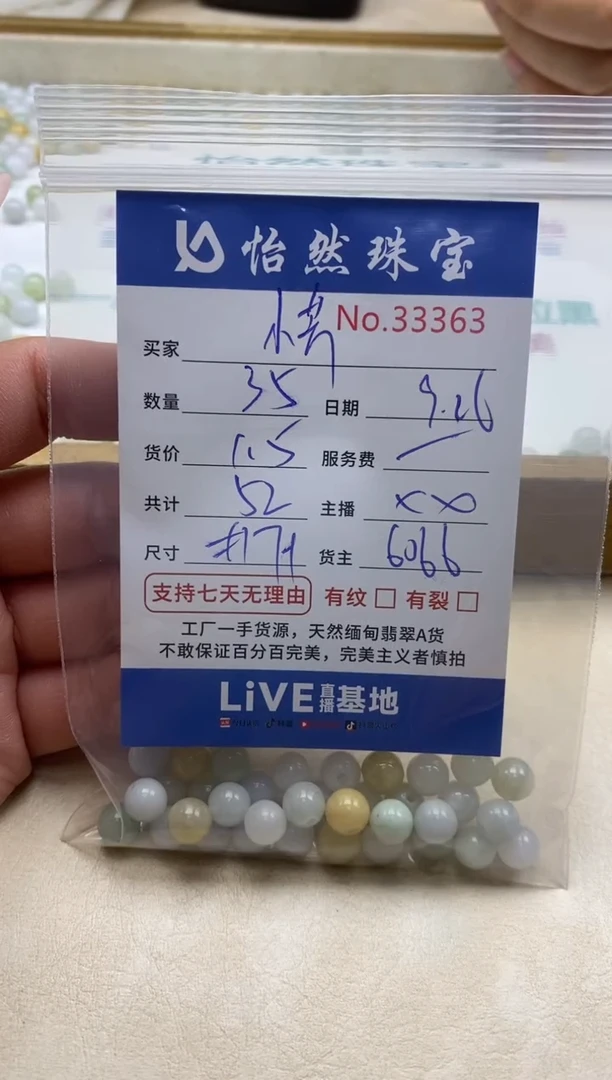 怡然珠宝
No.33363
买家
数量 35 日期 9.26
货价 1.5 服务费
共计 52 主播 xx
尺寸 货主 6066
支持七天无理由 有纹 有裂
工厂一手货源，天然缅甸翡翠A货
不敢保证百分百完美，完美主义者慎拍
LiVE直播基地